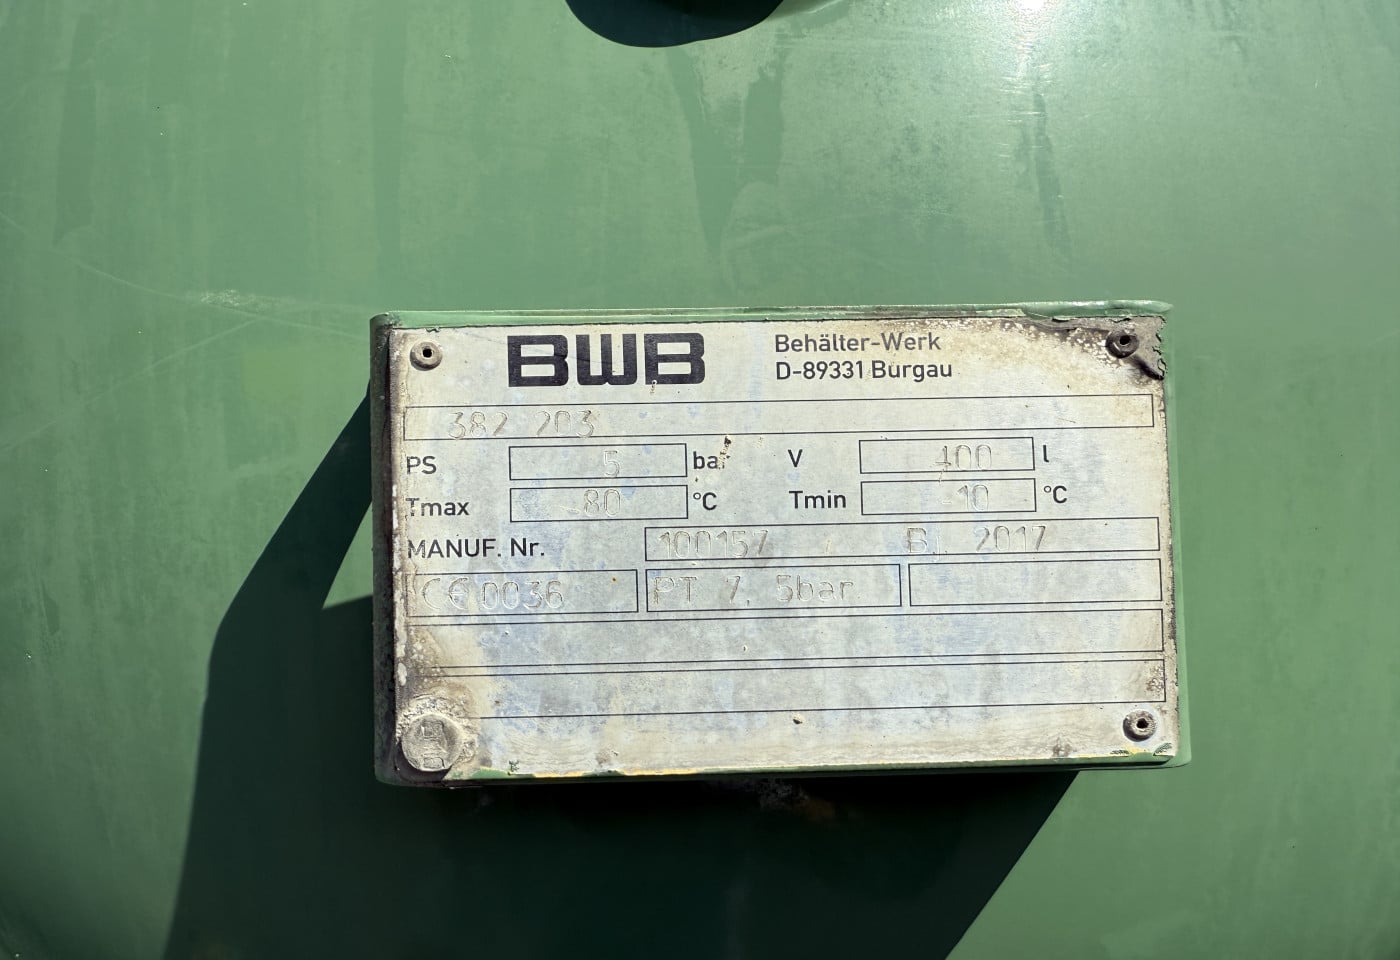 BWB
Behälter-Werk
D-89331 Burgau
382 203
PS 5 bar V 400 l
Tmax 80 °C Tmin -10 °C
MANUF. Nr. 100157 / Bj. 2017
CE 0036 PT 7, 5bar